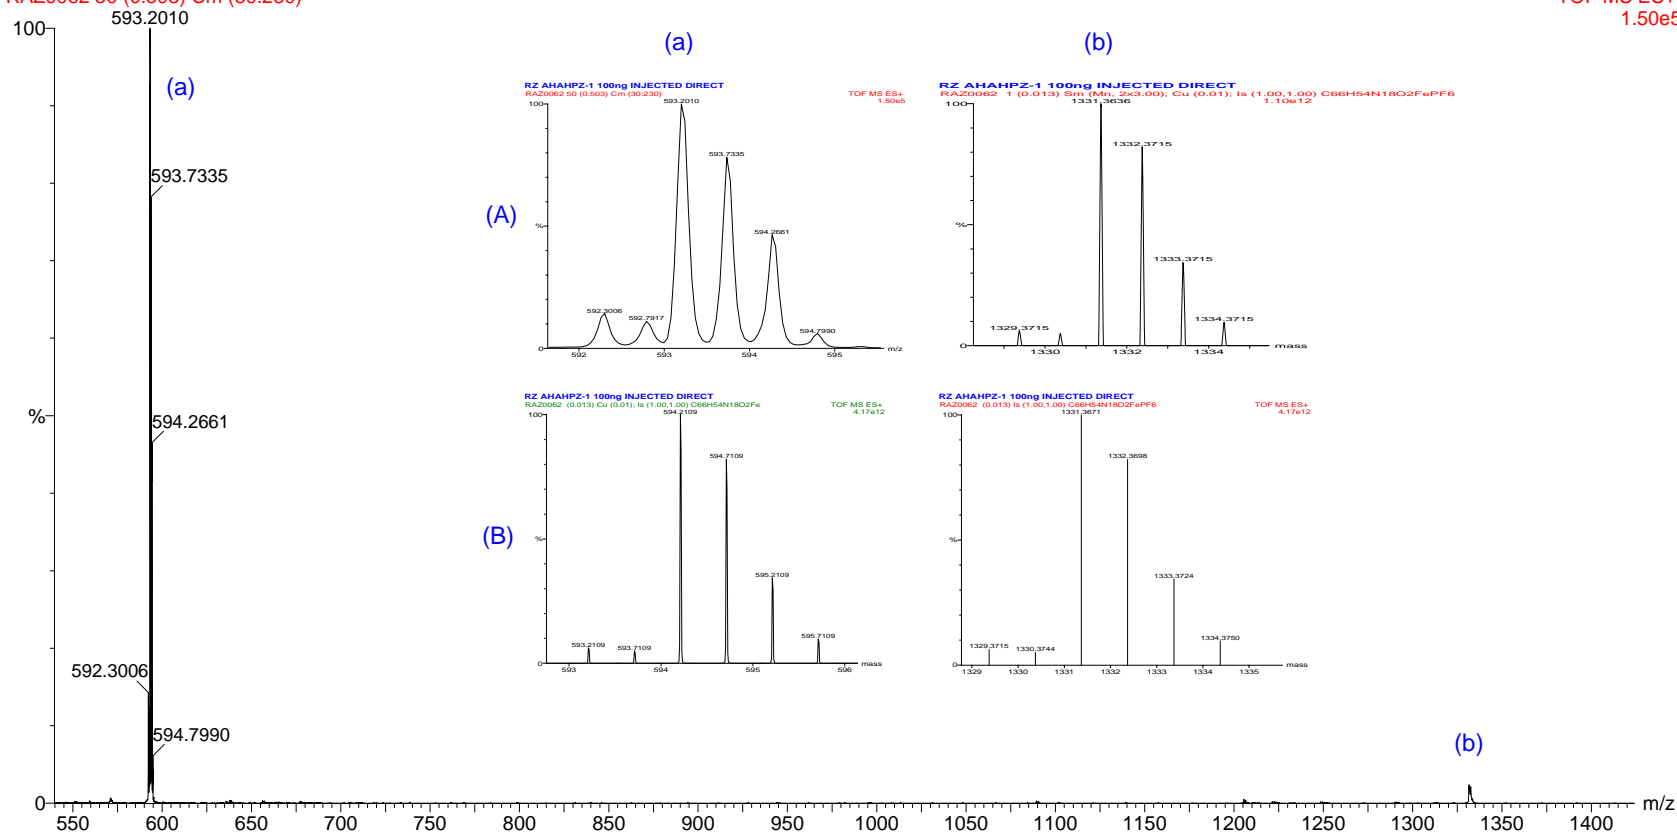 593.2010
1.50e5
100
(a)
593.7335
%
594.2661
592.3006
594.7990
0
(a)
(b)
(A)
RZ AHAHPZ-1 100ng INJECTED DIRECT
RAZ0062 50 (0.503) Cm (30:230)
TOF MS ES+
1.50e5
100
593.2010
593.7335
%
594.2661
592.3006
592.7917
594.7990
0
592 593 594 595
m/z
RZ AHAHPZ-1 100ng INJECTED DIRECT
RAZ0062 1 (0.013) Sm (Mn, 2x3.00); Cu (0.01); Is (1.00,1.00) C66H54N18O2FePF6
1.10e12
100
1331.3636
1332.3715
%
1333.3715
1329.3715
1334.3715
0
1330 1332 1334
mass
(B)
RZ AHAHPZ-1 100ng INJECTED DIRECT
RAZ0062 (0.013) Cu (0.01); Is (1.00,1.00) C66H54N18O2Fe
TOF MS ES+
4.17e12
100
594.2109
594.7109
%
595.2109
593.2109
593.7109
595.7109
0
593 594 595 596
mass
RZ AHAHPZ-1 100ng INJECTED DIRECT
RAZ0062 (0.013) Is (1.00,1.00) C66H54N18O2FePF6
TOF MS ES+
4.17e12
100
1331.3671
1332.3698
%
1333.3724
1329.3715
1330.3744
1334.3750
0
1329 1330 1331 1332 1333 1334 1335
mass
(b)
550 600 650 700 750 800 850 900 950 1000 1050 1100 1150 1200 1250 1300 1350 1400
m/z